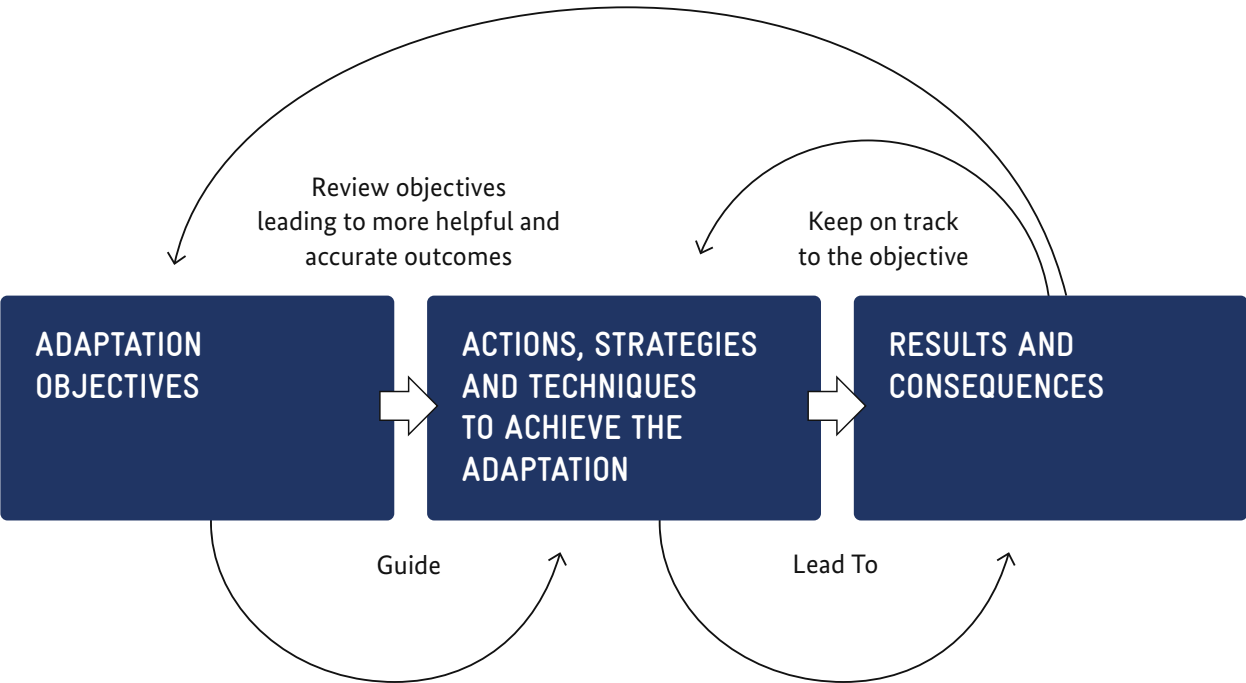 Review objectives
leading to more helpful and
accurate outcomes
Keep on track
to the objective
ADAPTATION
OBJECTIVES
ACTIONS, STRATEGIES
AND TECHNIQUES
TO ACHIEVE THE
ADAPTATION
RESULTS AND
CONSEQUENCES
Guide
Lead To